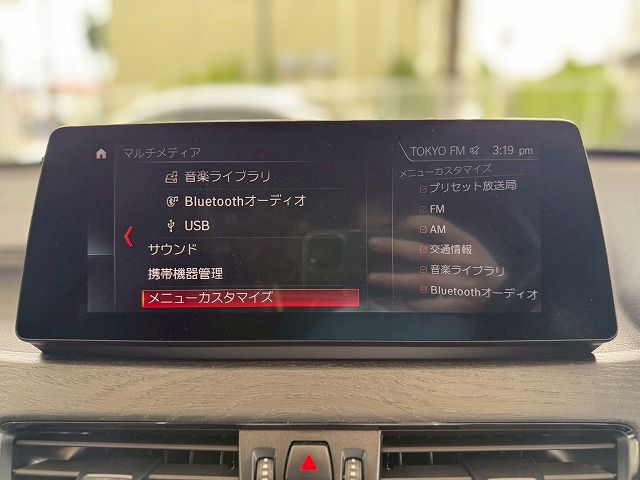 マルチメディア
TOKYO FM 3:19 pm
音楽ライブラリ
Bluetoothオーディオ
USB
サウンド
携帯機器管理
メニューカスタマイズ
メニューカスタマイズ
プリセット放送局
FM
AM
交通情報
音楽ライブラリ
Bluetoothオーディオ